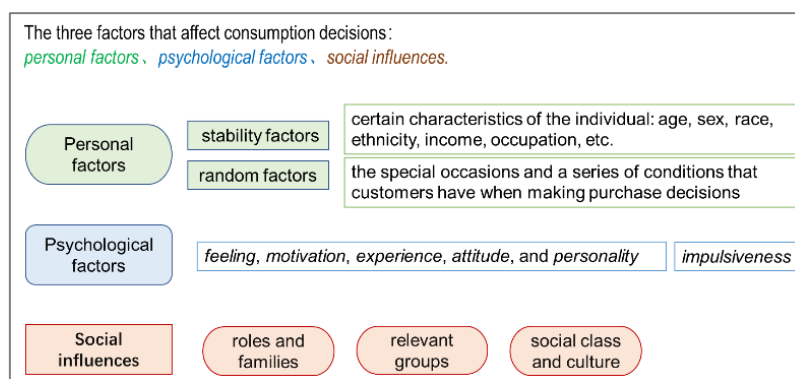 The three factors that affect consumption decisions:
personal factors、psychological factors、social influences.
Personal
factors
stability factors
certain characteristics of the individual: age, sex, race,
ethnicity, income, occupation, etc.
random factors
the special occasions and a series of conditions that
customers have when making purchase decisions
Psychological
factors
feeling, motivation, experience, attitude, and personality
impulsiveness
Social
influences
roles and
families
relevant
groups
social class
and culture